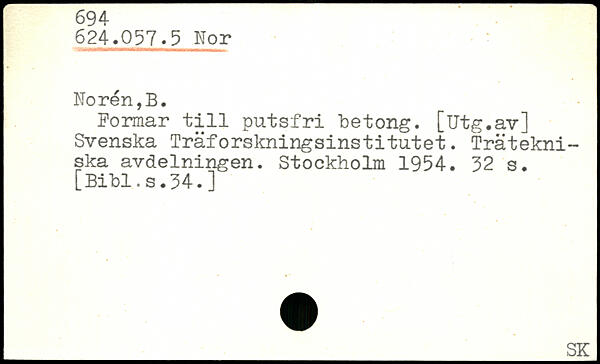 694
624.057.5 Nor
Norén,B.
Formar till putsfri betong. [Utg.av]
Svenska Träforskningsinstitutet. Trätekni-
ska avdelningen. Stockholm 1954. 32 s.
[Bibl.s.34.]
SK